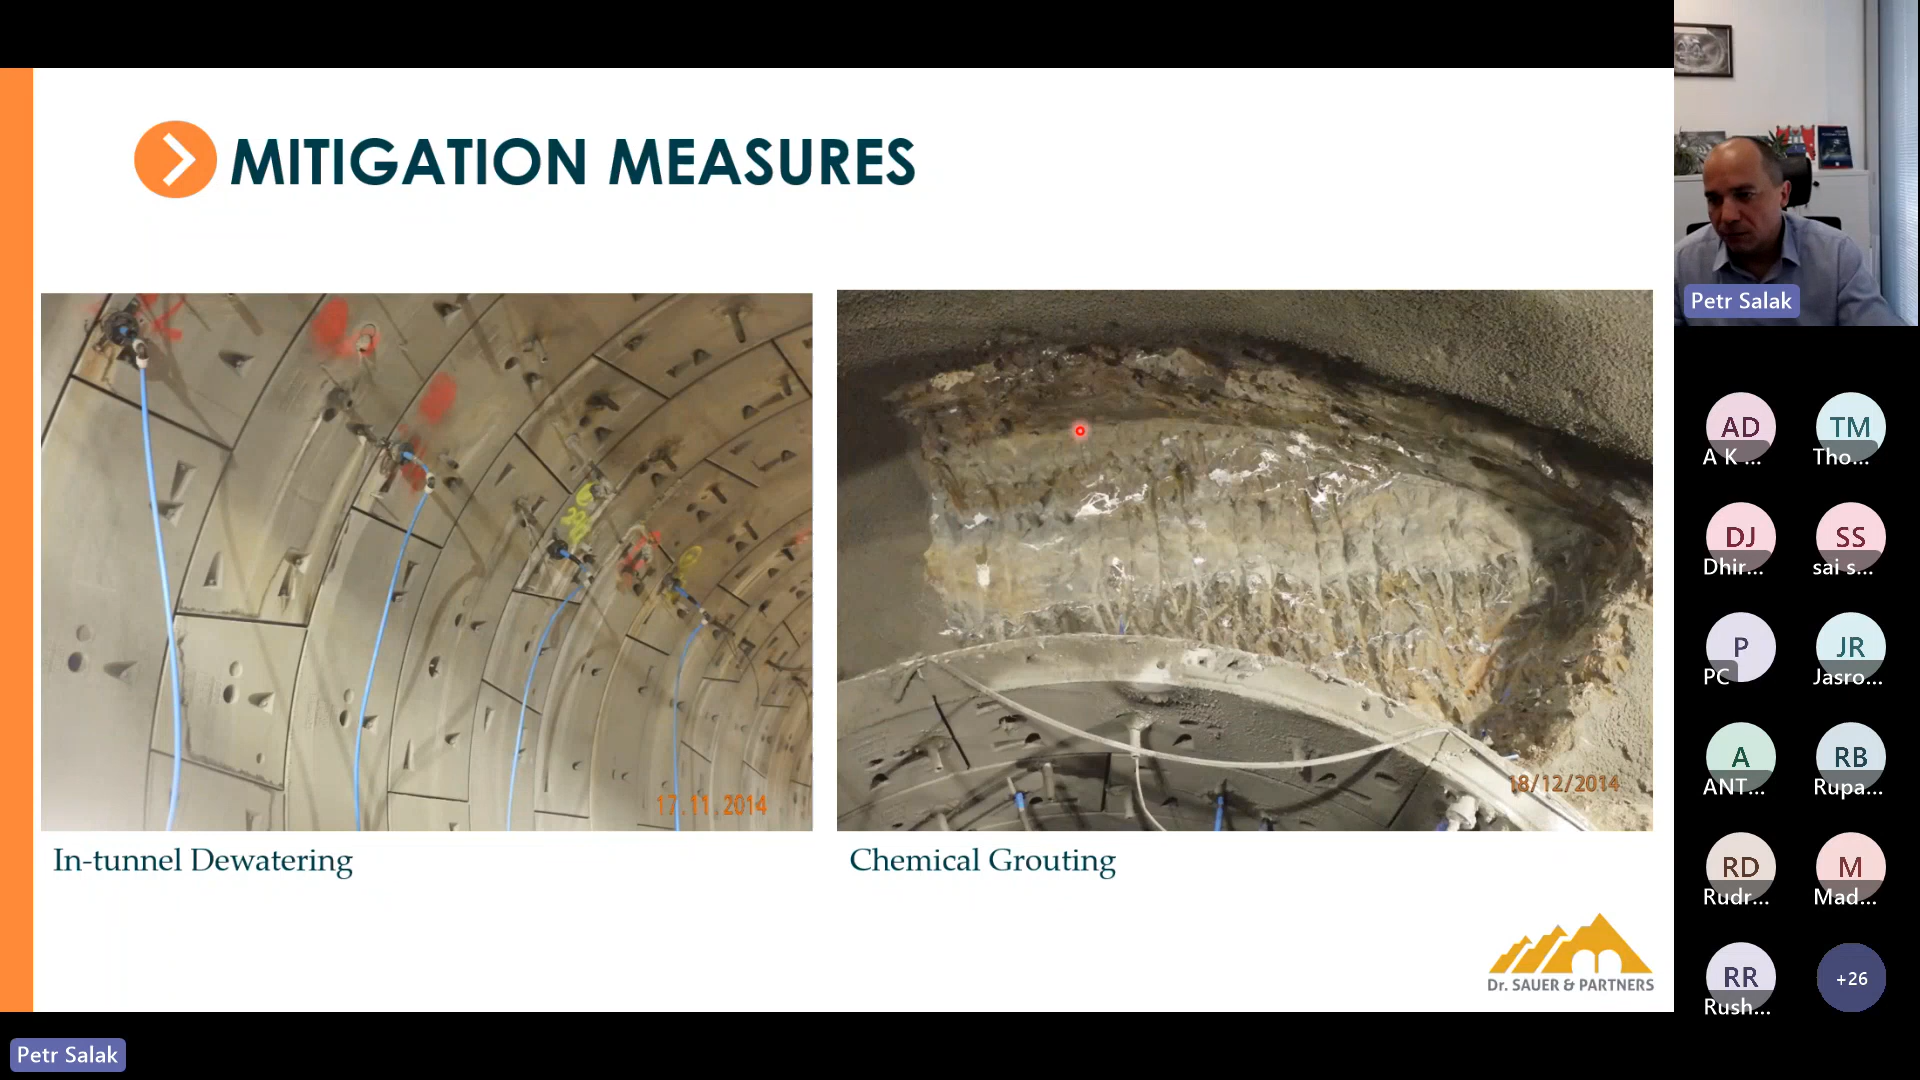 MITIGATION MEASURES
17.11.2014
18/12/2014
In-tunnel Dewatering
Chemical Grouting
Dr. SAUER & PARTNERS
Petr Salak
AD
A K ...
TM
Tho...
DJ
Dhir...
SS
sai s...
P
PC
JR
Jasro...
A
ANT...
RB
Rupa...
RD
Rudr...
M
Mad...
RR
Rush...
+26
Petr Salak